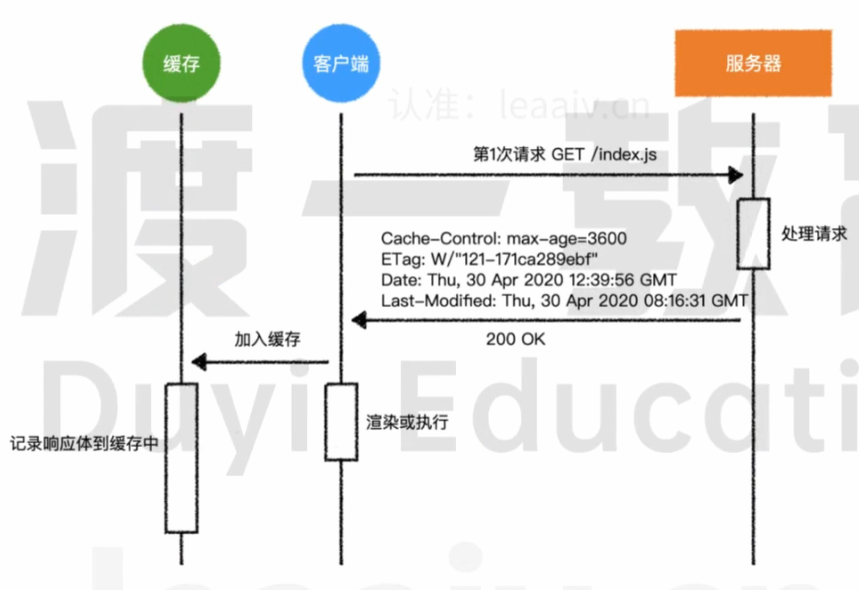 缓存
客户端
服务器
认准：leaaiv.cn
渡一教育
第1次请求 GET /index.js
处理请求
Cache-Control: max-age=3600
ETag: W/"121-171ca289ebf"
Date: Thu, 30 Apr 2020 12:39:56 GMT
Last-Modified: Thu, 30 Apr 2020 08:16:31 GMT
200 OK
加入缓存
Duyi Educati
渲染或执行
记录响应体到缓存中
leaaiv.cn